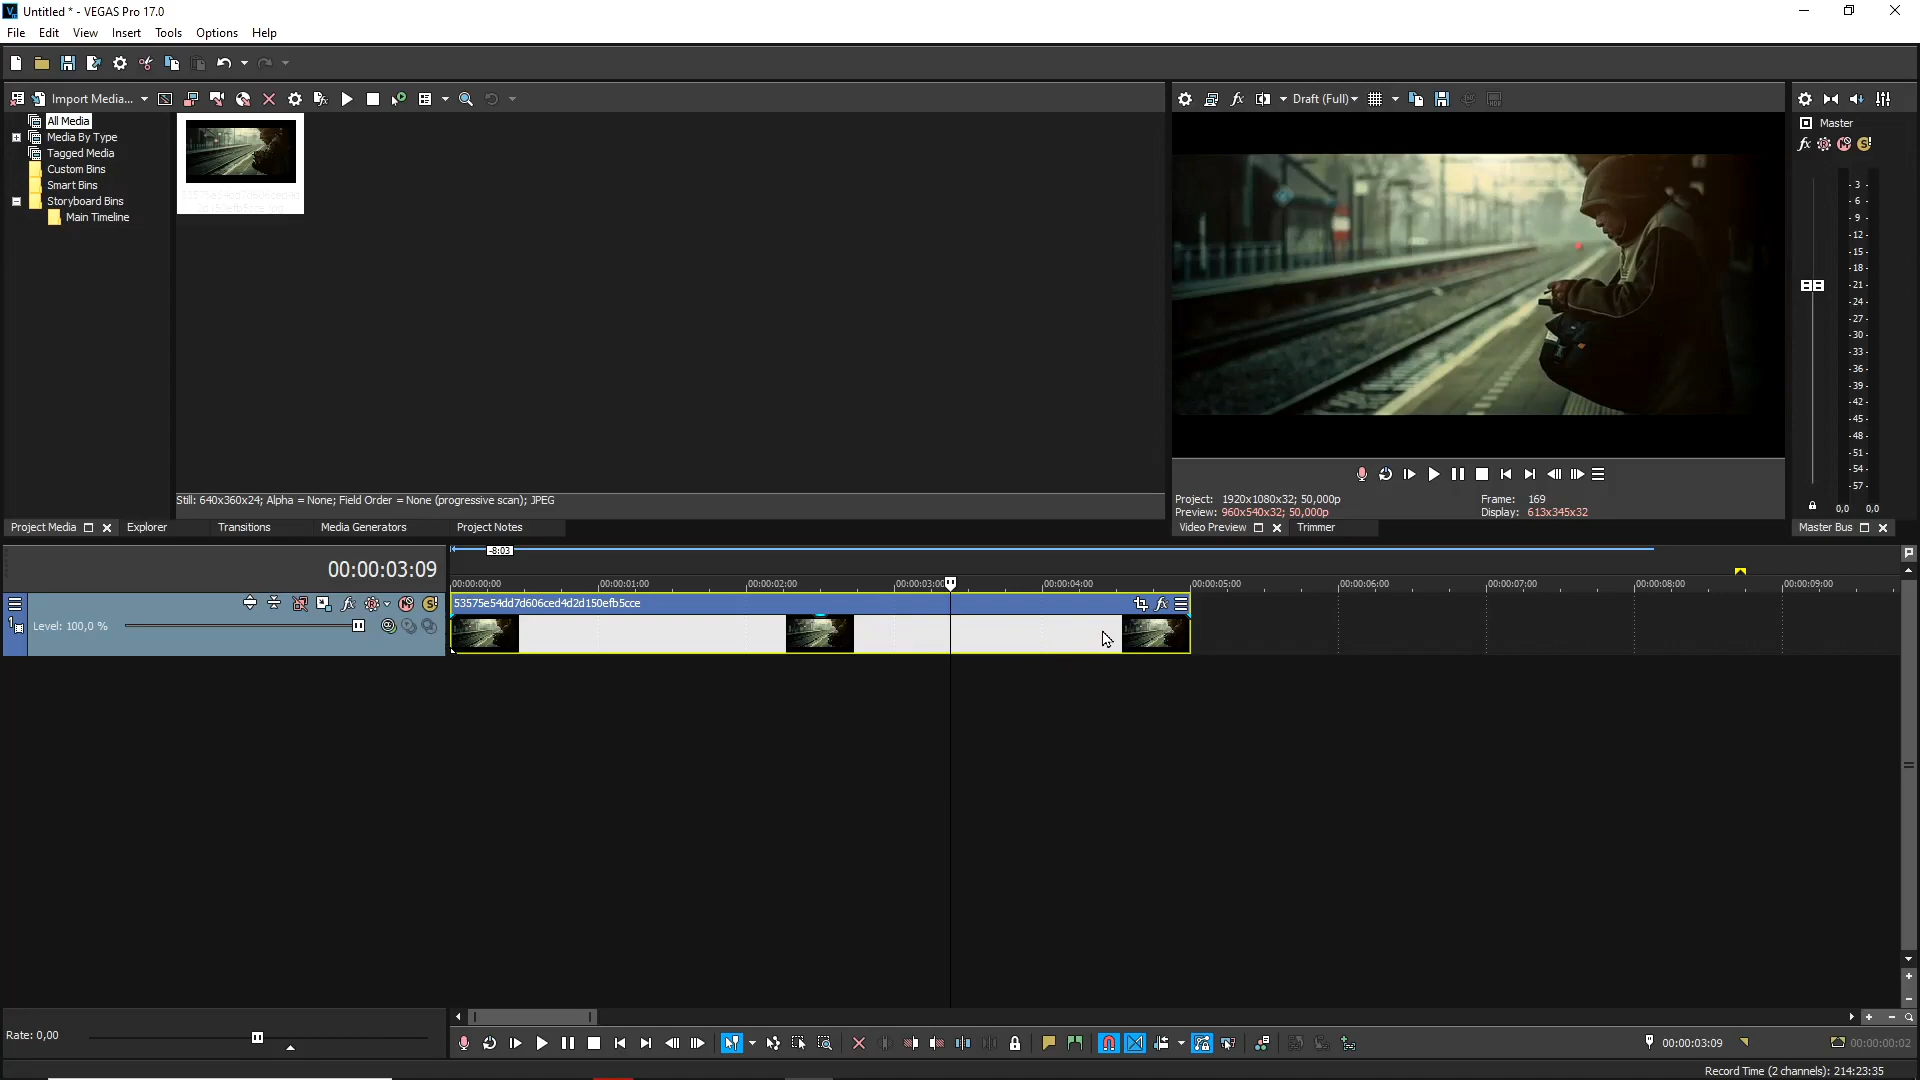 Untitled * - VEGAS Pro 17.0
File Edit View Insert Tools Options Help
Import Media...
Draft (Full)
All Media
Media By Type
Tagged Media
Custom Bins
Smart Bins
Storyboard Bins
Main Timeline
Master
-3-
-6-
-9-
-12-
-15-
-18-
-21-
-24-
-27-
-30-
-33-
-36-
-39-
-42-
-45-
-48-
-51-
-54-
-57-
0,0 0,0
Still: 640x360x24; Alpha = None; Field Order = None (progressive scan); JPEG
Project: 1920x1080x32; 50,000p
Preview: 960x540x32; 50,000p
Frame: 169
Display: 613x345x32
Project Media Explorer Transitions Media Generators Project Notes
Video Preview Trimmer
Master Bus
-8:03
00:00:03:09
00:00:00:00 00:00:01:00 00:00:02:00 00:00:03:0 00:00:04:00 00:00:05:00 00:00:06:00 00:00:07:00 00:00:08:00 00:00:09:00
53575e54dd7d606ced4d2d150efb5cce
1 Level: 100,0 %
Rate: 0,00
00:00:03:09
00:00:00:02
Record Time (2 channels): 214:23:35